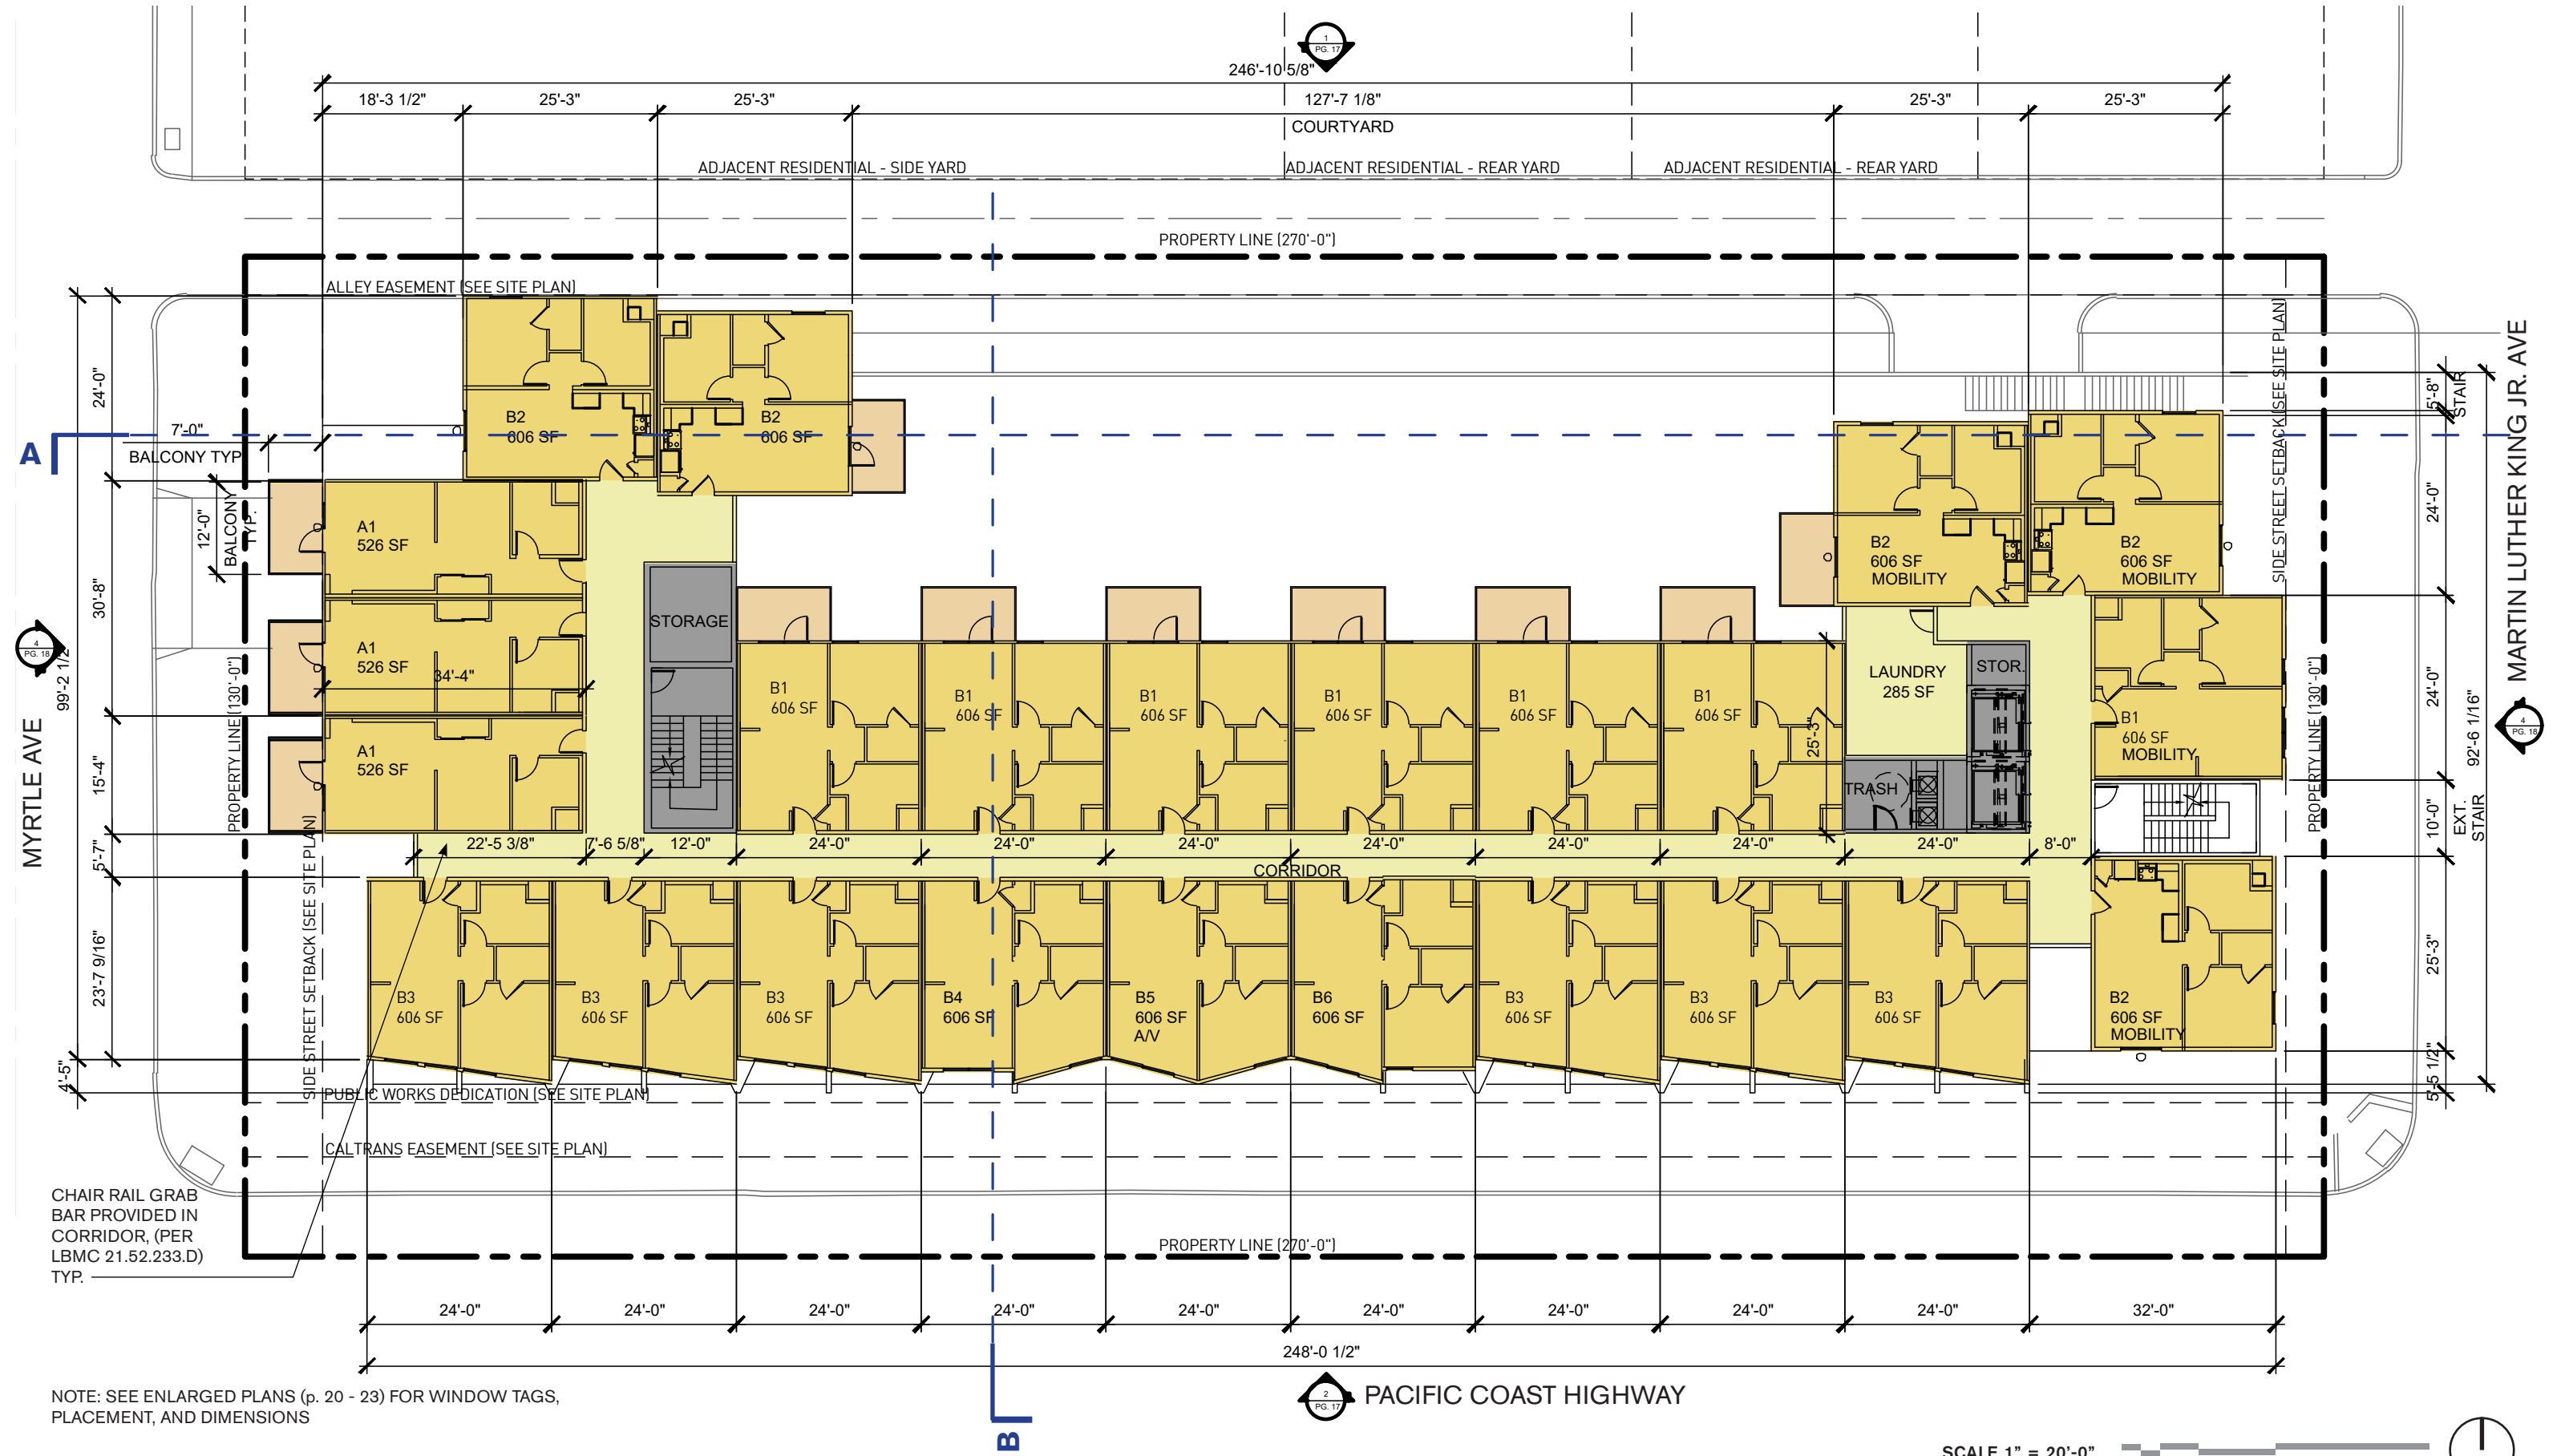 1
PG. 17
246'-10 5/8"
18'-3 1/2"
25'-3"
25'-3"
127'-7 1/8"
25'-3"
25'-3"
COURTYARD
ADJACENT RESIDENTIAL - SIDE YARD
ADJACENT RESIDENTIAL - REAR YARD
ADJACENT RESIDENTIAL - REAR YARD
PROPERTY LINE (270'-0")
ALLEY EASEMENT (SEE SITE PLAN)
24'-0"
7'-0"
BALCONY TYP
A
12'-0"
BALCONY
TYP.
30'-8"
99'-2 1/2"
15'-4"
5'-7"
23'-7 9/16"
4'-5"
4
PG. 18
MYRTLE AVE
PROPERTY LINE (130'-0")
SIDE STREET SETBACK (SEE SITE PLAN)
B2
606 SF
B2
606 SF
A1
526 SF
A1
526 SF
34'-4"
A1
526 SF
STORAGE
B1
606 SF
B1
606 SF
B1
606 SF
B1
606 SF
B1
606 SF
B1
606 SF
25'-3"
B2
606 SF
MOBILITY
B2
606 SF
MOBILITY
LAUNDRY
285 SF
STOR.
TRASH
B1
606 SF
MOBILITY
5'-8"
STAIR
24'-0"
24'-0"
92'-6 1/16"
10'-0"
EXT.
STAIR
25'-3"
5'-5 1/2"
SIDE STREET SETBACK (SEE SITE PLAN)
PROPERTY LINE (130'-0")
MARTIN LUTHER KING JR. AVE
4
PG. 18
22'-5 3/8"
7'-6 5/8"
12'-0"
24'-0"
24'-0"
24'-0"
24'-0"
24'-0"
24'-0"
24'-0"
8'-0"
CORRIDOR
B3
606 SF
B3
606 SF
B3
606 SF
B4
606 SF
B5
606 SF
A/V
B6
606 SF
B3
606 SF
B3
606 SF
B3
606 SF
B2
606 SF
MOBILITY
PUBLIC WORKS DEDICATION (SEE SITE PLAN)
CALTRANS EASEMENT (SEE SITE PLAN)
CHAIR RAIL GRAB
BAR PROVIDED IN
CORRIDOR, (PER
LBMC 21.52.233.D)
TYP.
PROPERTY LINE (270'-0")
24'-0"
24'-0"
24'-0"
24'-0"
24'-0"
24'-0"
24'-0"
24'-0"
24'-0"
32'-0"
248'-0 1/2"
2
PG. 17
PACIFIC COAST HIGHWAY
NOTE: SEE ENLARGED PLANS (p. 20 - 23) FOR WINDOW TAGS,
PLACEMENT, AND DIMENSIONS
B
SCALE 1" = 20'-0"